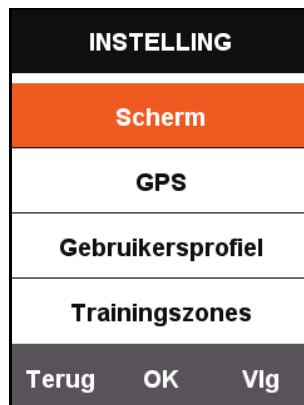 INSTELLING
Scherm
GPS
Gebruikersprofiel
Trainingszones
Terug OK Vlg